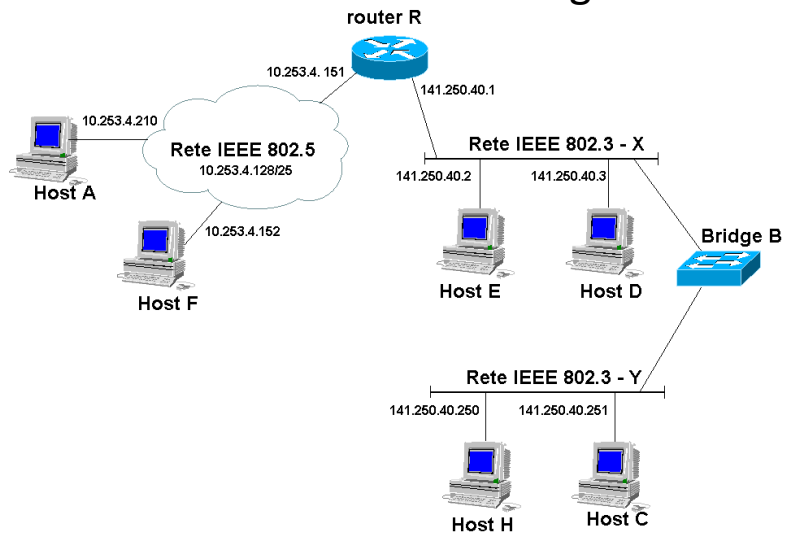 router R
10.253.4. 151
141.250.40.1
10.253.4.210
Rete IEEE 802.5
10.253.4.128/25
Host A
10.253.4.152
Host F
Rete IEEE 802.3 - X
141.250.40.2
141.250.40.3
Host E
Host D
Bridge B
Rete IEEE 802.3 - Y
141.250.40.250
141.250.40.251
Host H
Host C